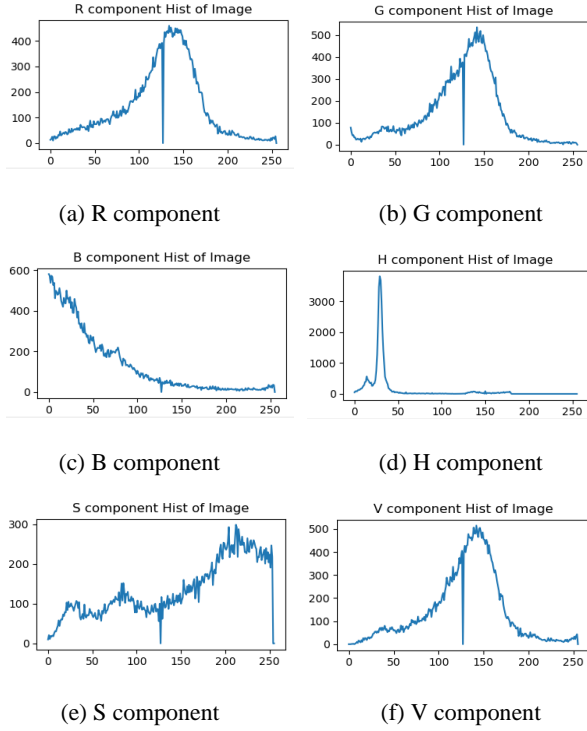 R component Hist of Image
400
300
200
100
0
0 50 100 150 200 250
(a) R component
G component Hist of Image
500
400
300
200
100
0
0 50 100 150 200 250
(b) G component
B component Hist of Image
600
400
200
0
0 50 100 150 200 250
(c) B component
H component Hist of Image
3000
2000
1000
0
0 50 100 150 200 250
(d) H component
S component Hist of Image
300
200
100
0
0 50 100 150 200 250
(e) S component
V component Hist of Image
500
400
300
200
100
0
0 50 100 150 200 250
(f) V component